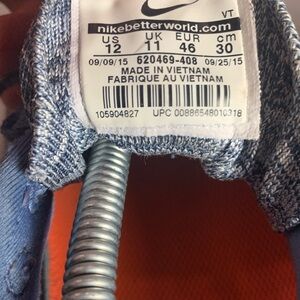 VT
nikebetterworld.com
US UK EUR cm
12 11 46 30
09/09/15 620469-408 09/25/15
MADE IN VIETNAM
FABRIQUE AU VIETNAM
105904827 UPC 00886548010318